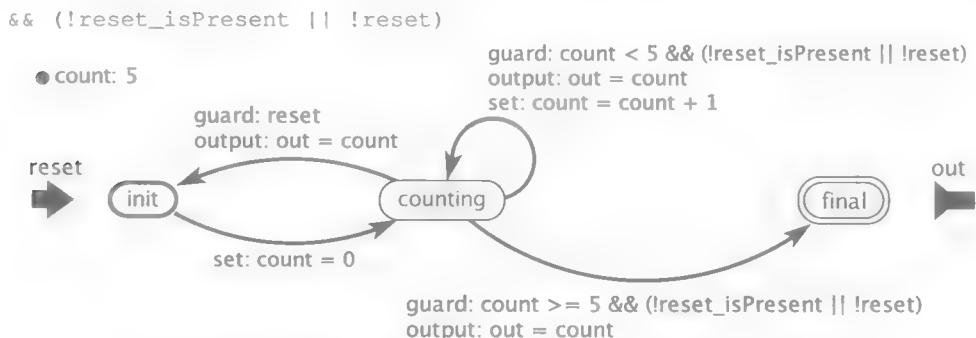 && (!reset_isPresent || !reset)
guard: count < 5 && (!reset_isPresent || !reset)
output: out = count
set: count = count + 1
count: 5
guard: reset
output: out = count
reset
init
counting
final
out
set: count = 0
guard: count >= 5 && (!reset_isPresent || !reset)
output: out = count